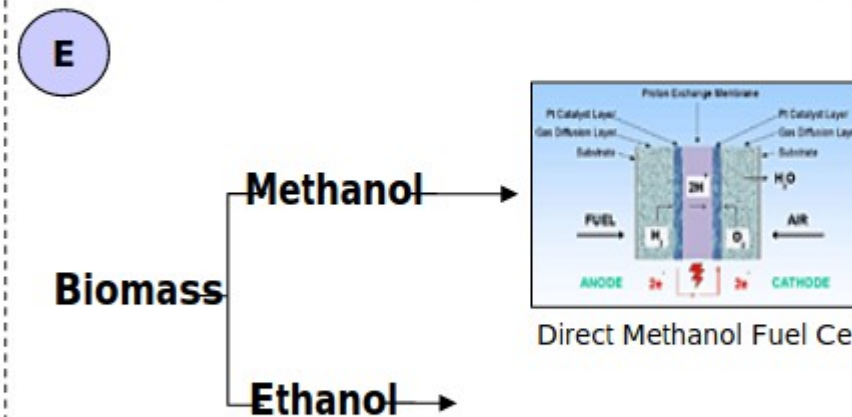 E
Proton Exchange Membrane
Pt Catalyst Layer
Pt Catalyst Layer
Gas Diffusion Layer
Gas Diffusion Laye
Substrate
Substrate
Methanol
2H+
H2O
FUEL
AIR
H2
O2
Biomass
ANODE
2e-
2e-
CATHODE
Direct Methanol Fuel Ce
Ethanol